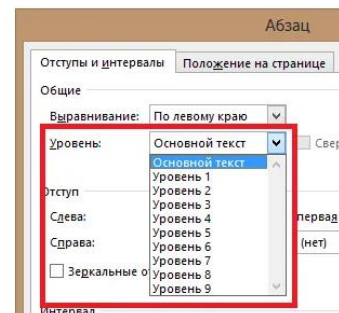 Абзац
Отступы и интервалы Положение на странице
Общие
Выравнивание: По левому краю
Уровень: Основной текст
Основной текст
Уровень 1
Отступ Уровень 2
Уровень 3
Слева: Уровень 4
Уровень 5
Справа: Уровень 6 (нет)
Уровень 7
Зеркальные Уровень 8
Уровень 9
Интервал